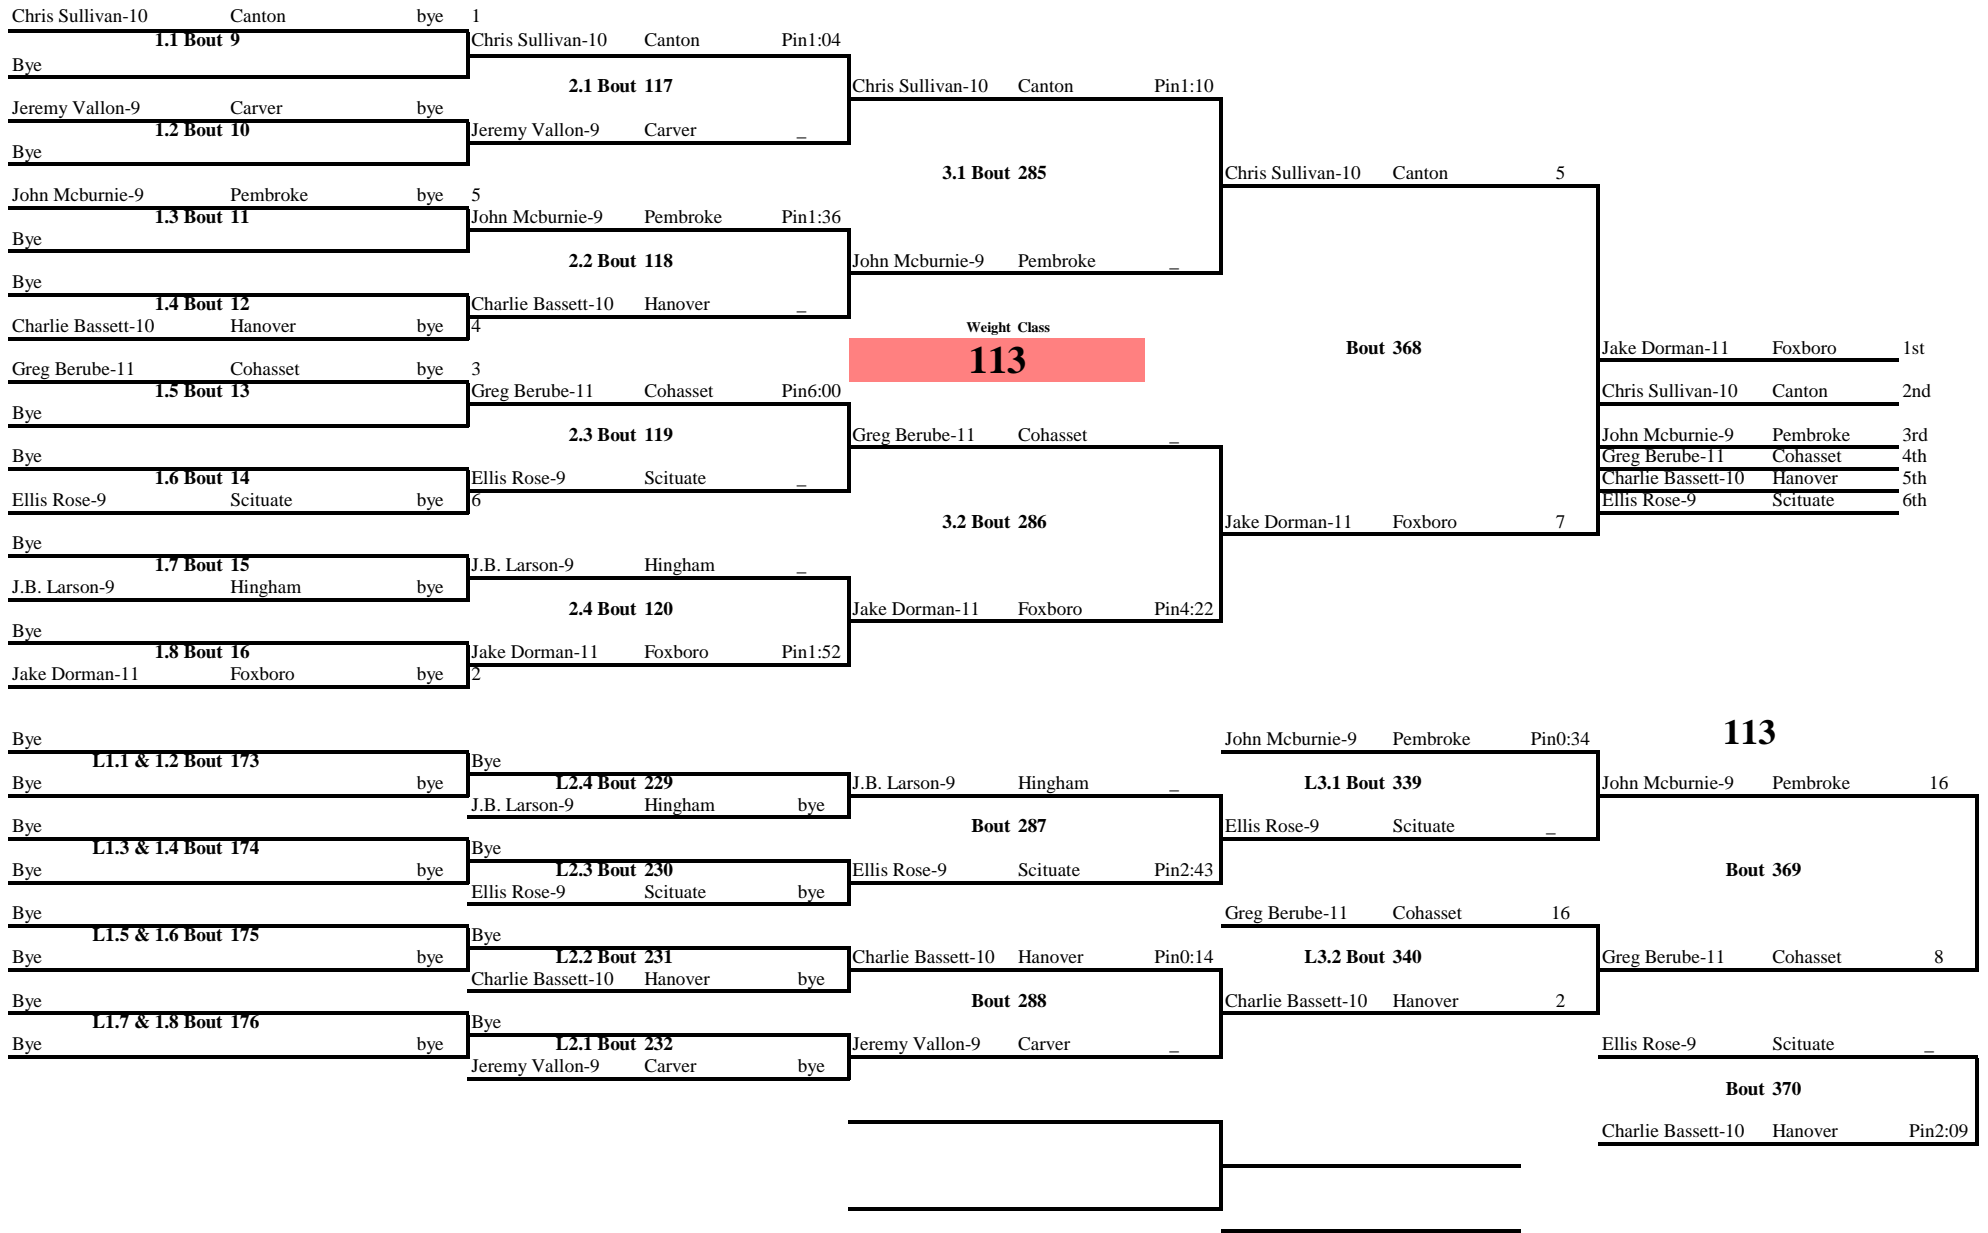 Chris Sullivan-10 Canton bye 1
1.1 Bout 9
Bye
Jeremy Vallon-9 Carver bye
1.2 Bout 10
Bye
John Mcburnie-9 Pembroke bye 5
1.3 Bout 11
Bye
Bye
1.4 Bout 12
Charlie Bassett-10 Hanover bye 4
Greg Berube-11 Cohasset bye 3
1.5 Bout 13
Bye
Bye
1.6 Bout 14
Ellis Rose-9 Scituate bye 6
Bye
1.7 Bout 15
J.B. Larson-9 Hingham bye
Bye
1.8 Bout 16
Jake Dorman-11 Foxboro bye 2
Chris Sullivan-10 Canton Pin1:04
2.1 Bout 117
Jeremy Vallon-9 Carver _
John Mcburnie-9 Pembroke Pin1:36
2.2 Bout 118
Charlie Bassett-10 Hanover _
Greg Berube-11 Cohasset Pin6:00
2.3 Bout 119
Ellis Rose-9 Scituate _
J.B. Larson-9 Hingham _
2.4 Bout 120
Jake Dorman-11 Foxboro Pin1:52
Chris Sullivan-10 Canton Pin1:10
3.1 Bout 285
John Mcburnie-9 Pembroke _
Weight Class
113
Greg Berube-11 Cohasset _
3.2 Bout 286
Jake Dorman-11 Foxboro Pin4:22
Chris Sullivan-10 Canton 5
Bout 368
Jake Dorman-11 Foxboro 7
Jake Dorman-11 Foxboro 1st
Chris Sullivan-10 Canton 2nd
John Mcburnie-9 Pembroke 3rd
Greg Berube-11 Cohasset 4th
Charlie Bassett-10 Hanover 5th
Ellis Rose-9 Scituate 6th
Bye
L1.1 & 1.2 Bout 173
Bye bye
Bye
L1.3 & 1.4 Bout 174
Bye bye
Bye
L1.5 & 1.6 Bout 175
Bye bye
Bye
L1.7 & 1.8 Bout 176
Bye bye
Bye
L2.4 Bout 229
J.B. Larson-9 Hingham bye
Bye
L2.3 Bout 230
Ellis Rose-9 Scituate bye
Bye
L2.2 Bout 231
Charlie Bassett-10 Hanover bye
Bye
L2.1 Bout 232
Jeremy Vallon-9 Carver bye
J.B. Larson-9 Hingham _
Bout 287
Ellis Rose-9 Scituate Pin2:43
Charlie Bassett-10 Hanover Pin0:14
Bout 288
Jeremy Vallon-9 Carver _
John Mcburnie-9 Pembroke Pin0:34
L3.1 Bout 339
Ellis Rose-9 Scituate _
Greg Berube-11 Cohasset 16
L3.2 Bout 340
Charlie Bassett-10 Hanover 2
113
John Mcburnie-9 Pembroke 16
Bout 369
Greg Berube-11 Cohasset 8
Ellis Rose-9 Scituate _
Bout 370
Charlie Bassett-10 Hanover Pin2:09